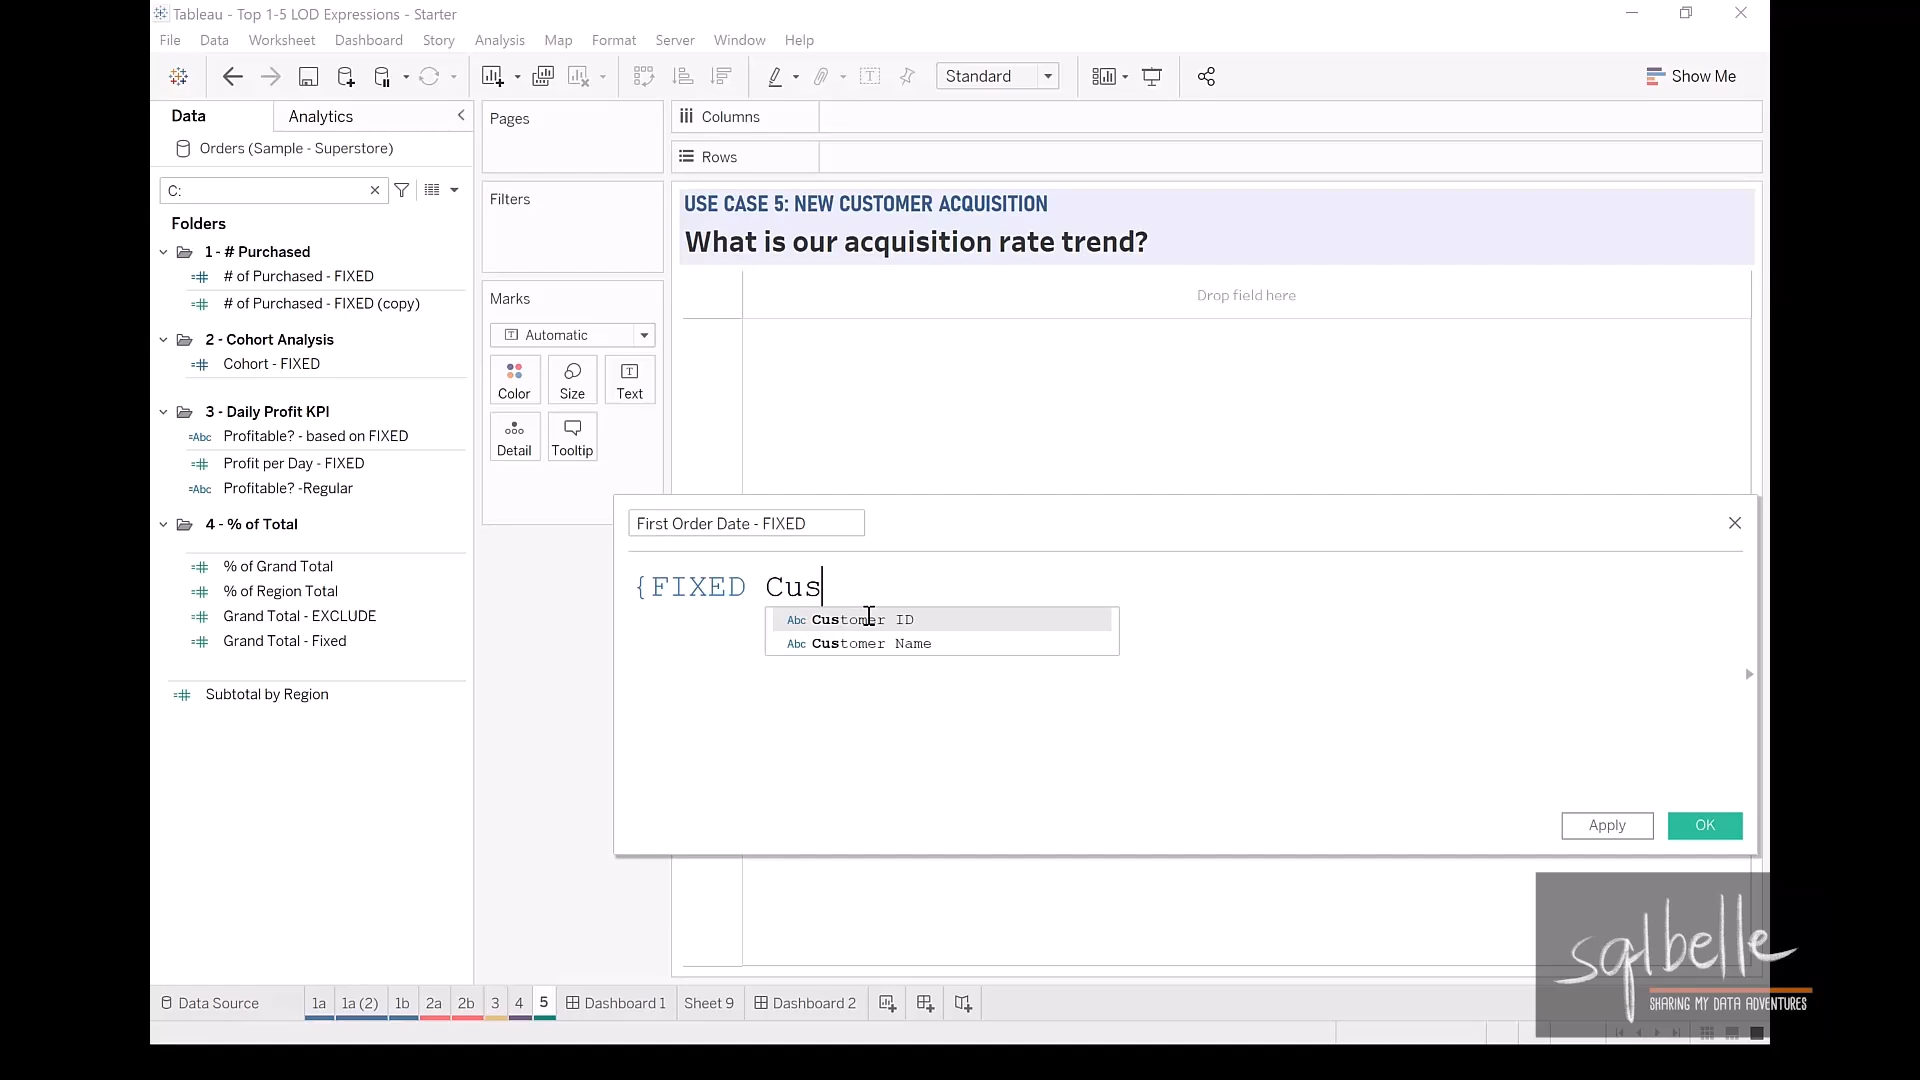 Tableau - Top 1-5 LOD Expressions - Starter
File Data Worksheet Dashboard Story Analysis Map Format Server Window Help
Standard
Show Me
Data
Analytics
Orders (Sample - Superstore)
C:
Folders
1 - # Purchased
# of Purchased - FIXED
# of Purchased - FIXED (copy)
2 - Cohort Analysis
Cohort - FIXED
3 - Daily Profit KPI
=Abc Profitable? - based on FIXED
Profit per Day - FIXED
=Abc Profitable? -Regular
4 - % of Total
% of Grand Total
% of Region Total
Grand Total - EXCLUDE
Grand Total - Fixed
Subtotal by Region
Pages
Filters
Marks
Automatic
Color Size Text
Detail Tooltip
Columns
Rows
USE CASE 5: NEW CUSTOMER ACQUISITION
What is our acquisition rate trend?
Drop field here
First Order Date - FIXED
{FIXED Cus
Abc Customer ID
Abc Customer Name
Apply OK
sqlbelle
SHARING MY DATA ADVENTURES
Data Source 1a 1a (2) 1b 2a 2b 3 4 5 Dashboard 1 Sheet 9 Dashboard 2